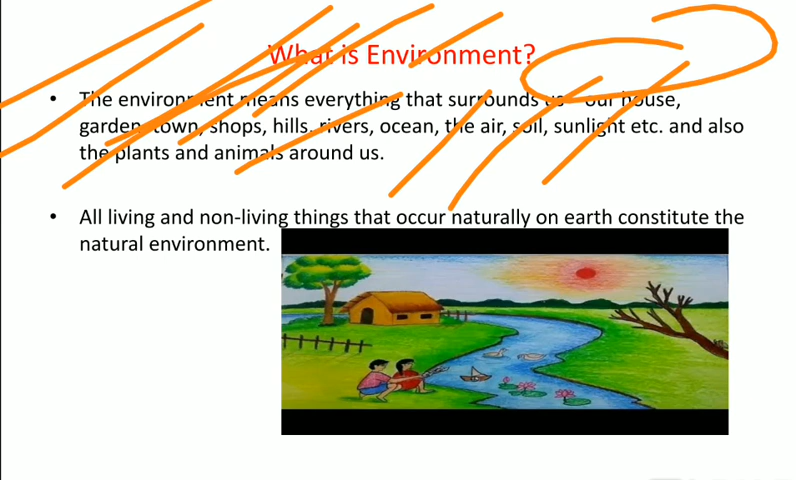 What is Environment?
• The environment means everything that surrounds us - our house,
garden, town, shops, hills, rivers, ocean, the air, soil, sunlight etc. and also
the plants and animals around us.
• All living and non-living things that occur naturally on earth constitute the
natural environment.